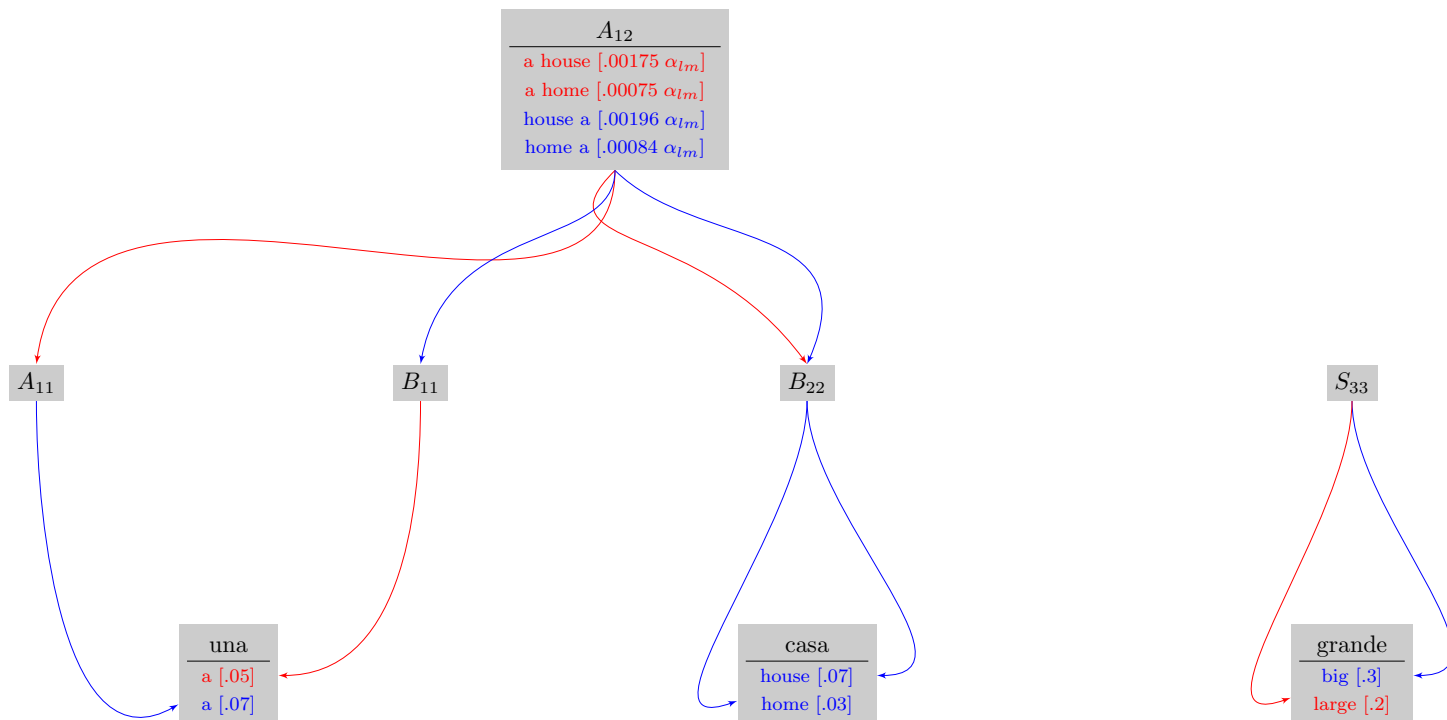 A₁₂
a house [.00175 αₗₘ]
a home [.00075 αₗₘ]
house a [.00196 αₗₘ]
home a [.00084 αₗₘ]
A₁₁ B₁₁ B₂₂ S₃₃
una
a [.05]
a [.07]
casa
house [.07]
home [.03]
grande
big [.3]
large [.2]